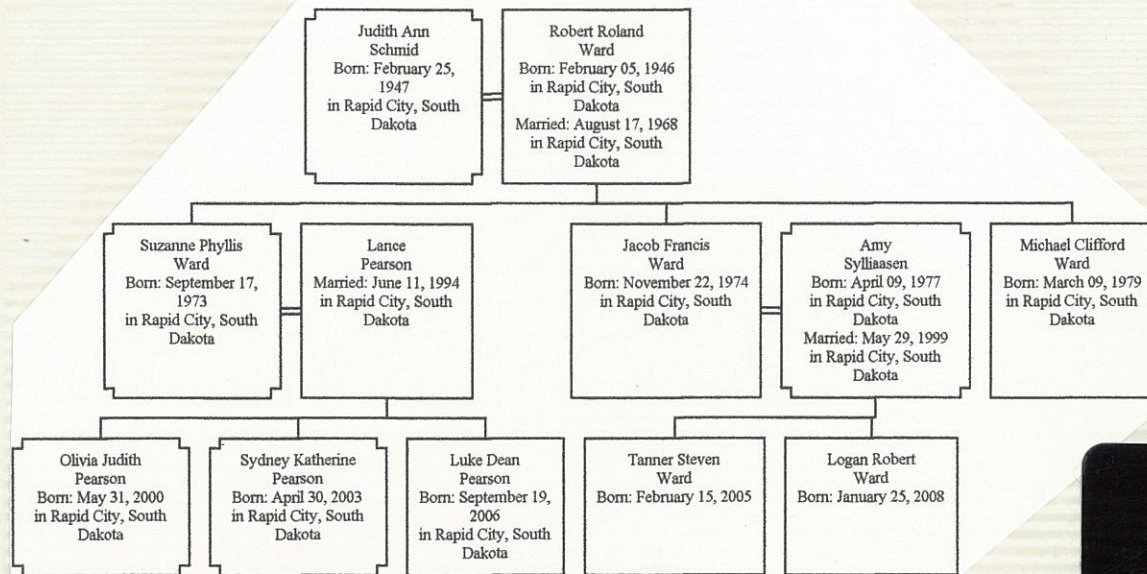 Judith Ann
Schmid
Born: February 25,
1947
in Rapid City, South
Dakota
Robert Roland
Ward
Born: February 05, 1946
in Rapid City, South
Dakota
Married: August 17, 1968
in Rapid City, South
Dakota
Suzanne Phyllis
Ward
Born: September 17,
1973
in Rapid City, South
Dakota
Lance
Pearson
Married: June 11, 1994
in Rapid City, South
Dakota
Jacob Francis
Ward
Born: November 22, 1974
in Rapid City, South
Dakota
Amy
Sylliaasen
Born: April 09, 1977
in Rapid City, South
Dakota
Married: May 29, 1999
in Rapid City, South
Dakota
Michael Clifford
Ward
Born: March 09, 1979
in Rapid City, South
Dakota
Olivia Judith
Pearson
Born: May 31, 2000
in Rapid City, South
Dakota
Sydney Katherine
Pearson
Born: April 30, 2003
in Rapid City, South
Dakota
Luke Dean
Pearson
Born: September 19,
2006
in Rapid City, South
Dakota
Tanner Steven
Ward
Born: February 15, 2005
Logan Robert
Ward
Born: January 25, 2008